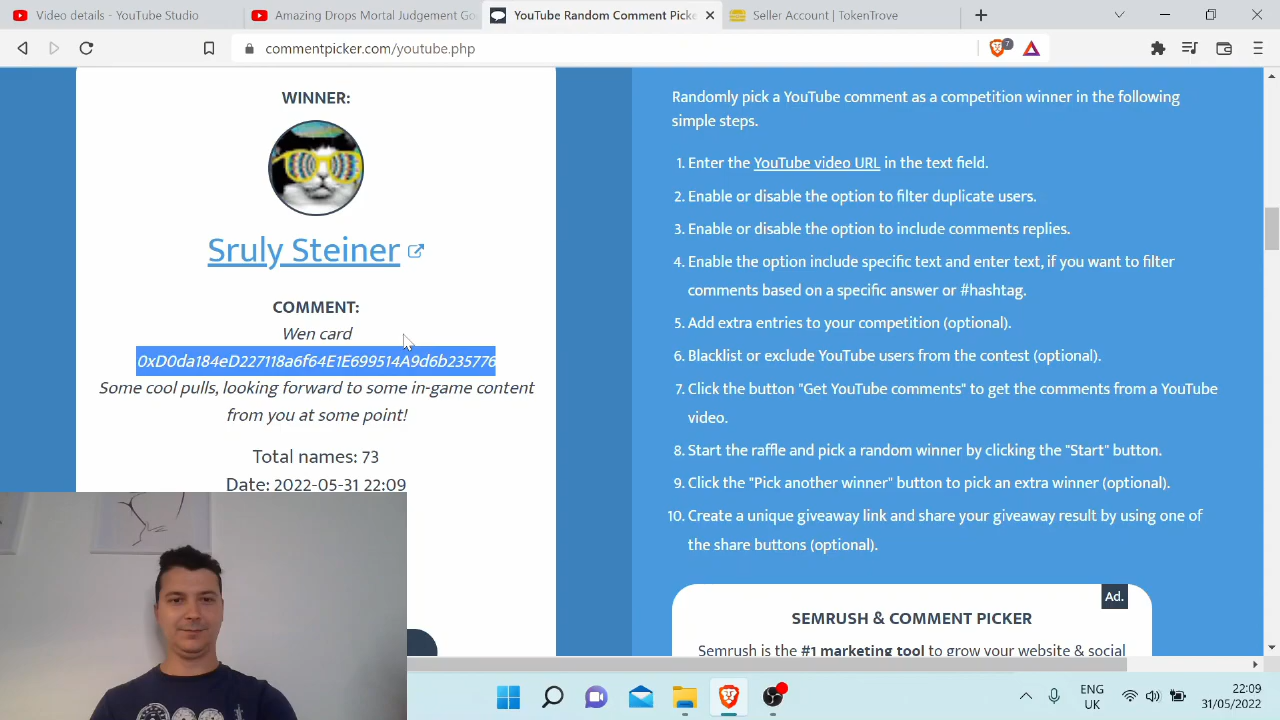 Video details - YouTube Studio
Amazing Drops Mortal Judgement Go
YouTube Random Comment Picke
Seller Account | TokenTrove
commentpicker.com/youtube.php
7
WINNER:
Sruly Steiner
COMMENT:
Wen card
0xD0da184eD227118a6f64E1E699514A9d6b235776
Some cool pulls, looking forward to some in-game content
from you at some point!
Total names: 73
Date: 2022-05-31 22:09
Randomly pick a YouTube comment as a competition winner in the following
simple steps.
1. Enter the YouTube video URL in the text field.
2. Enable or disable the option to filter duplicate users.
3. Enable or disable the option to include comments replies.
4. Enable the option include specific text and enter text, if you want to filter
comments based on a specific answer or #hashtag.
5. Add extra entries to your competition (optional).
6. Blacklist or exclude YouTube users from the contest (optional).
7. Click the button "Get YouTube comments" to get the comments from a YouTube
video.
8. Start the raffle and pick a random winner by clicking the "Start" button.
9. Click the "Pick another winner" button to pick an extra winner (optional).
10. Create a unique giveaway link and share your giveaway result by using one of
the share buttons (optional).
Ad.
SEMRUSH & COMMENT PICKER
Semrush is the #1 marketing tool to grow your website & social
ENG
UK
22:09
31/05/2022